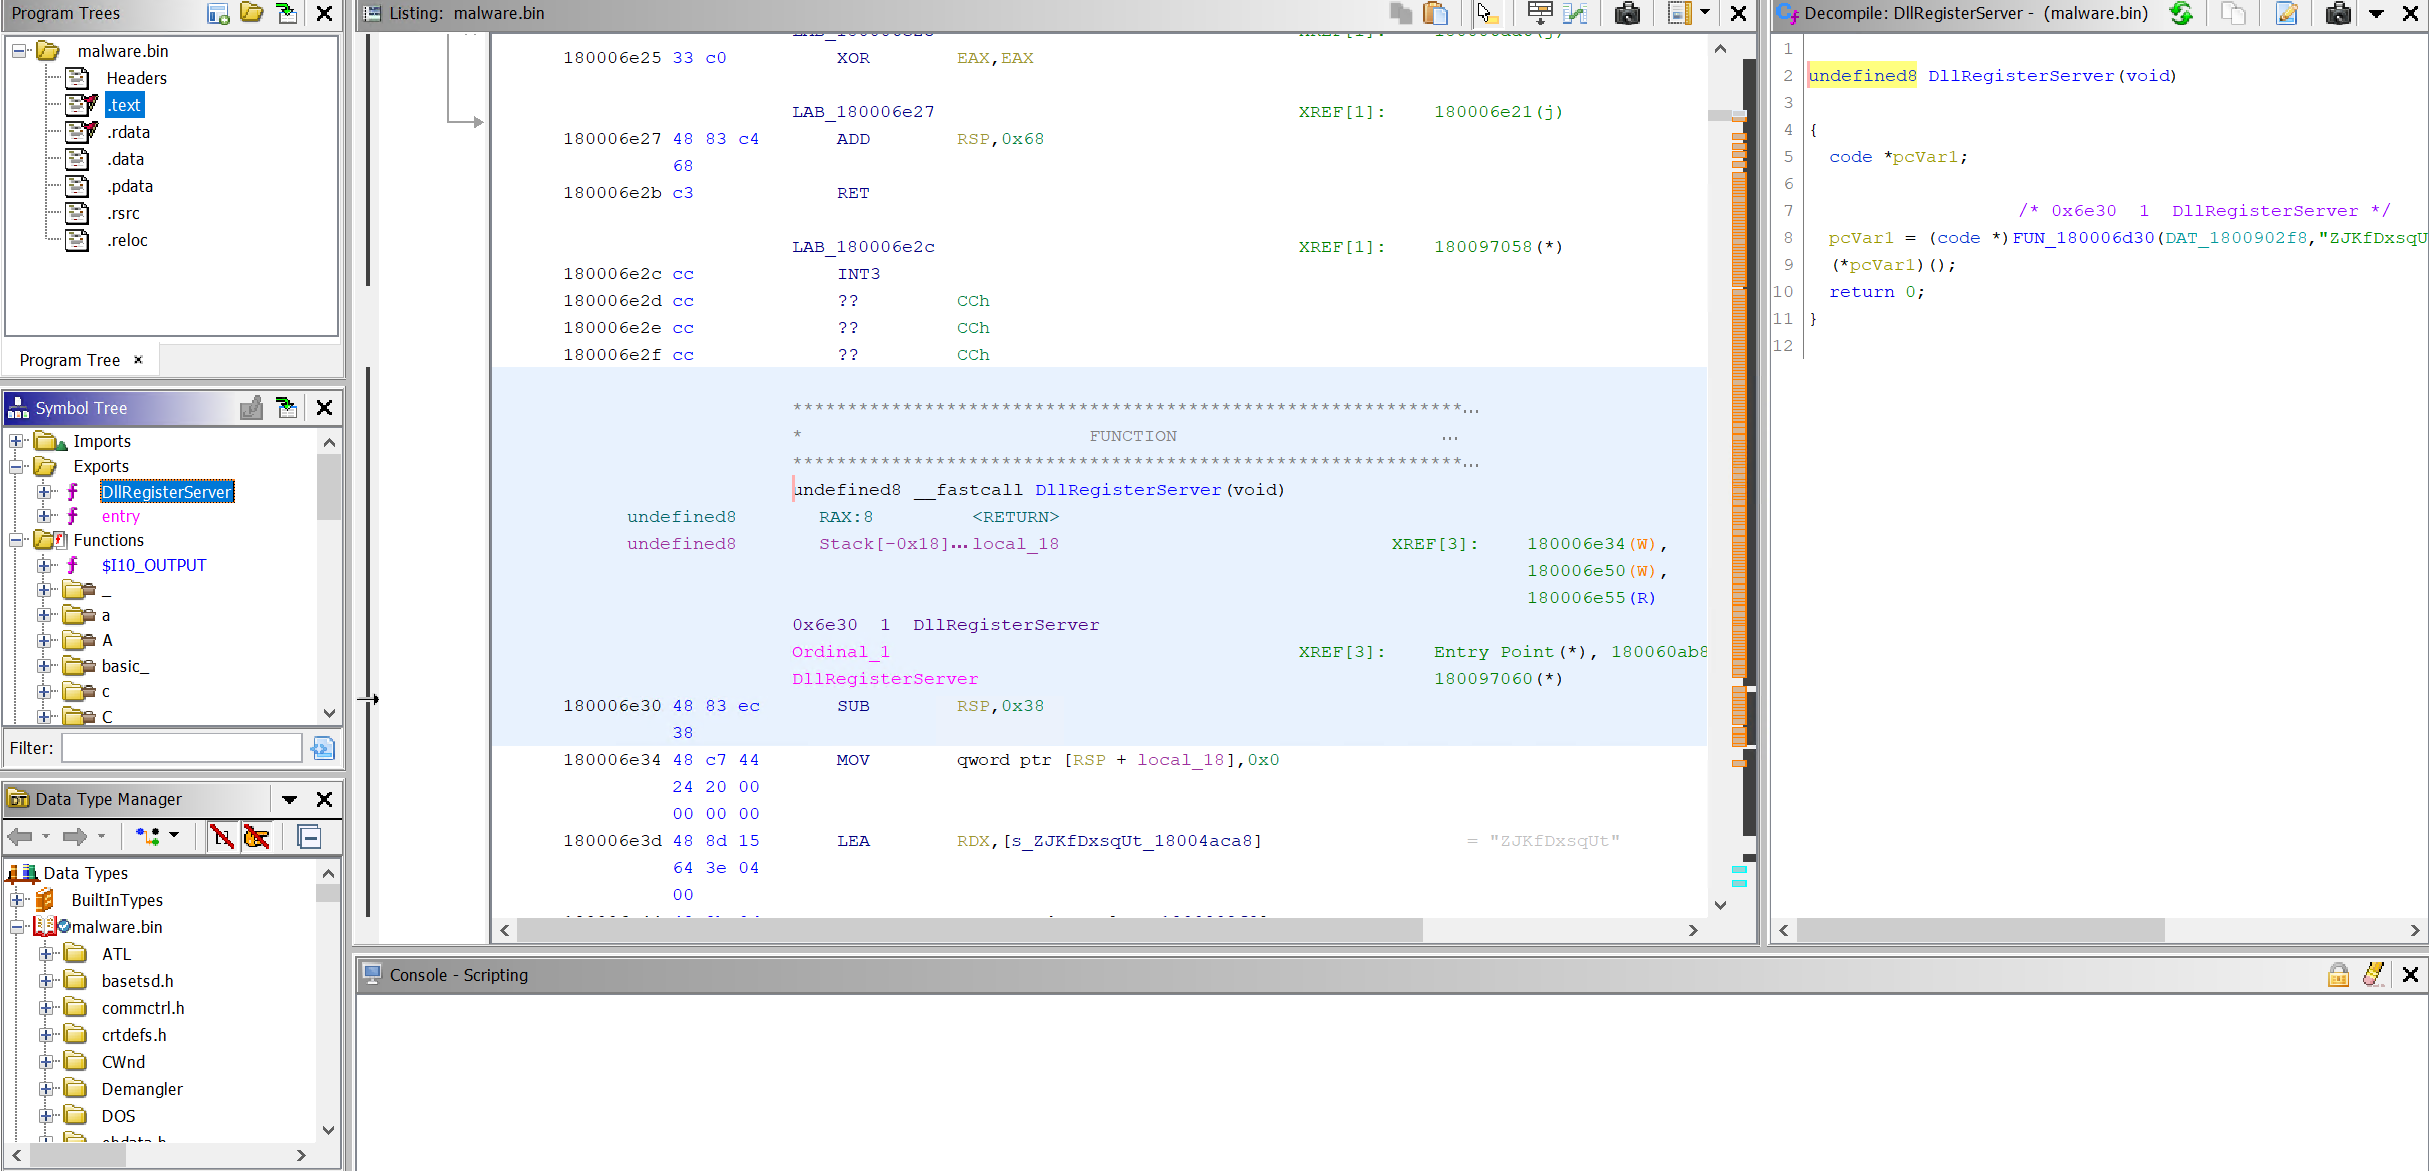 Program Trees
malware.bin
Headers
.text
.rdata
.data
.pdata
.rsrc
.reloc
Program Tree
Symbol Tree
Imports
Exports
DllRegisterServer
entry
Functions
$I10_OUTPUT
_
a
A
basic_
c
C
Filter:
Data Type Manager
Data Types
BuiltInTypes
malware.bin
ATL
basetsd.h
commctrl.h
crtdefs.h
CWnd
Demangler
DOS
Listing: malware.bin
180006e25 33 c0 XOR EAX,EAX
LAB_180006e27 XREF[1]: 180006e21(j)
180006e27 48 83 c4 ADD RSP,0x68
68
180006e2b c3 RET
LAB_180006e2c XREF[1]: 180097058(*)
180006e2c cc INT3
180006e2d cc ?? CCh
180006e2e cc ?? CCh
180006e2f cc ?? CCh
**************************************************************...
* FUNCTION ...
**************************************************************...
undefined8 __fastcall DllRegisterServer(void)
undefined8 RAX:8 <RETURN>
undefined8 Stack[-0x18]... local_18 XREF[3]: 180006e34(W),
180006e50(W),
180006e55(R)
0x6e30 1 DllRegisterServer
Ordinal_1 XREF[3]: Entry Point(*), 180060ab8
DllRegisterServer 180097060(*)
180006e30 48 83 ec SUB RSP,0x38
38
180006e34 48 c7 44 MOV qword ptr [RSP + local_18],0x0
24 20 00
00 00 00
180006e3d 48 8d 15 LEA RDX,[s_ZJKfDxsqUt_18004aca8] = "ZJKfDxsqUt"
64 3e 04
00
Decompile: DllRegisterServer - (malware.bin)
1
2 undefined8 DllRegisterServer(void)
3
4 {
5 code *pcVar1;
6
7 /* 0x6e30 1 DllRegisterServer */
8 pcVar1 = (code *)FUN_180006d30(DAT_1800902f8,"ZJKfDxsqU
9 (*pcVar1)();
10 return 0;
11 }
12
Console - Scripting